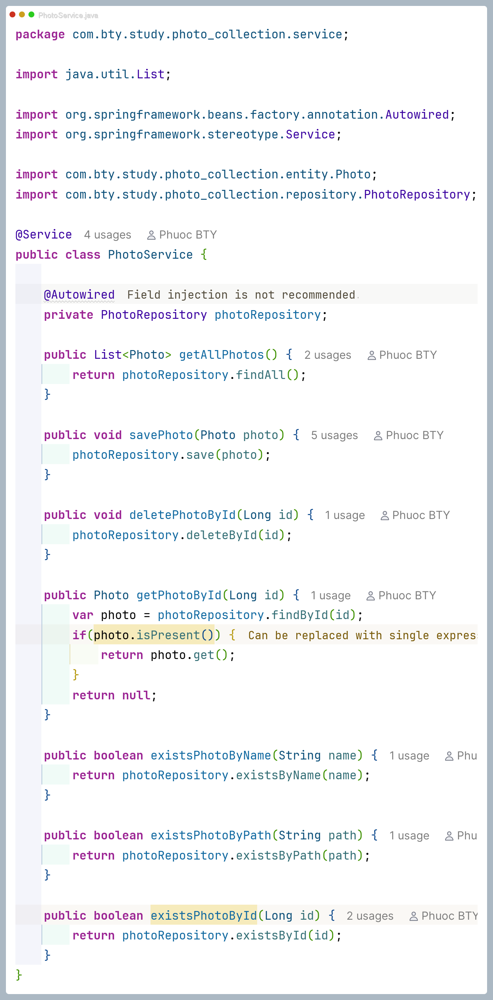 PhotoService.java
package com.bty.study.photo_collection.service;
import java.util.List;
import org.springframework.beans.factory.annotation.Autowired;
import org.springframework.stereotype.Service;
import com.bty.study.photo_collection.entity.Photo;
import com.bty.study.photo_collection.repository.PhotoRepository;
@Service 4 usages Phuoc BTY
public class PhotoService {
@Autowired Field injection is not recommended.
private PhotoRepository photoRepository;
public List<Photo> getAllPhotos() { 2 usages Phuoc BTY
return photoRepository.findAll();
}
public void savePhoto(Photo photo) { 5 usages Phuoc BTY
photoRepository.save(photo);
}
public void deletePhotoById(Long id) { 1 usage Phuoc BTY
photoRepository.deleteById(id);
}
public Photo getPhotoById(Long id) { 1 usage Phuoc BTY
var photo = photoRepository.findById(id);
if(photo.isPresent()) { Can be replaced with single expres
return photo.get();
}
return null;
}
public boolean existsPhotoByName(String name) { 1 usage Phu
return photoRepository.existsByName(name);
}
public boolean existsPhotoByPath(String path) { 1 usage Phu
return photoRepository.existsByPath(path);
}
public boolean existsPhotoById(Long id) { 2 usages Phuoc BTY
return photoRepository.existsById(id);
}
}